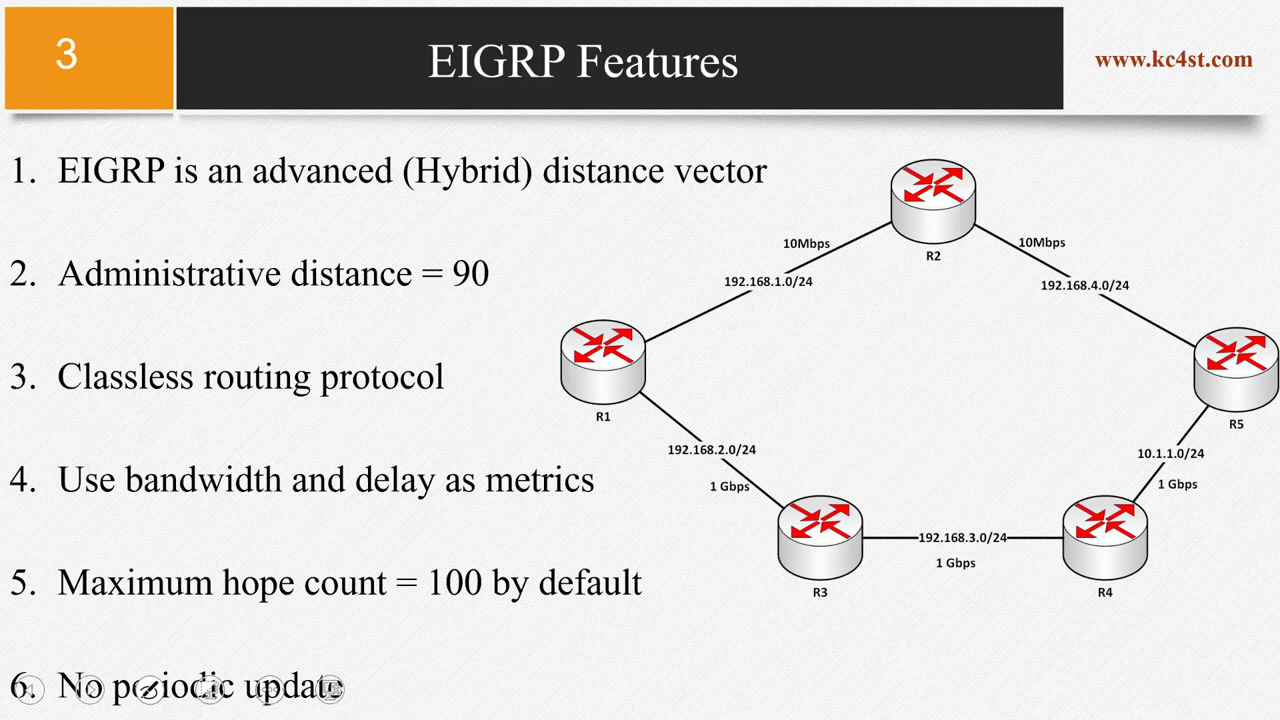 3
EIGRP Features
www.kc4st.com
1. EIGRP is an advanced (Hybrid) distance vector
2. Administrative distance = 90
3. Classless routing protocol
4. Use bandwidth and delay as metrics
5. Maximum hope count = 100 by default
6. No periodic update
R2
10Mbps
10Mbps
192.168.1.0/24
192.168.4.0/24
R1
R5
192.168.2.0/24
10.1.1.0/24
1 Gbps
1 Gbps
192.168.3.0/24
1 Gbps
R3
R4